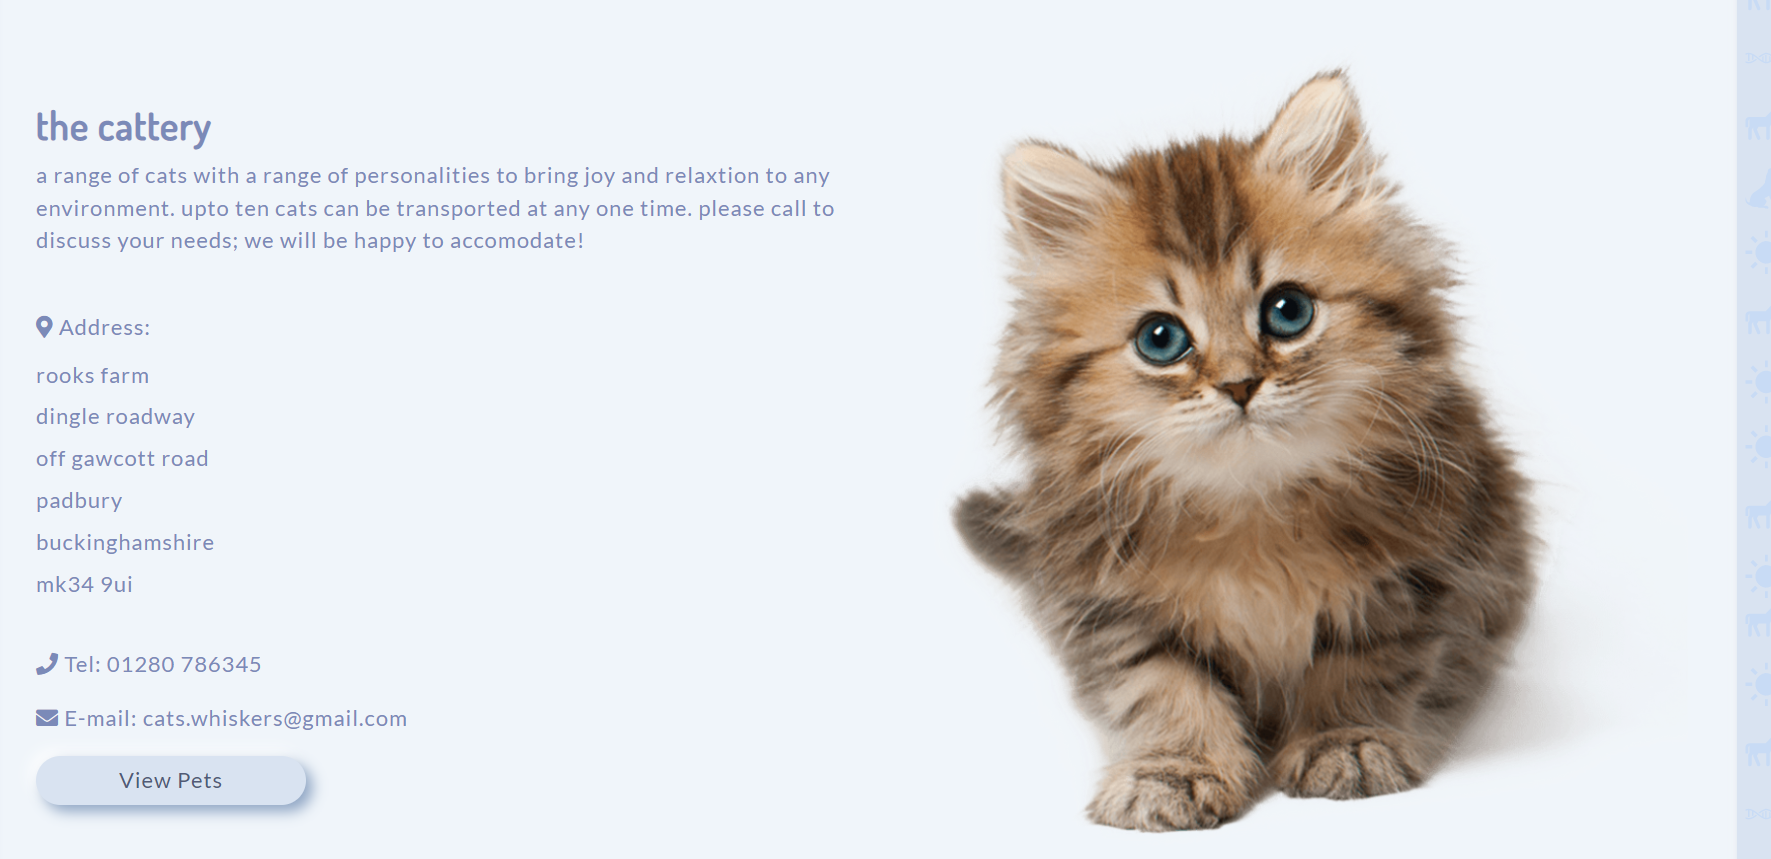 the cattery
a range of cats with a range of personalities to bring joy and relaxtion to any
environment. upto ten cats can be transported at any one time. please call to
discuss your needs; we will be happy to accomodate!
Address:
rooks farm
dingle roadway
off gawcott road
padbury
buckinghamshire
mk34 9ui
Tel: 01280 786345
E-mail: cats.whiskers@gmail.com
View Pets